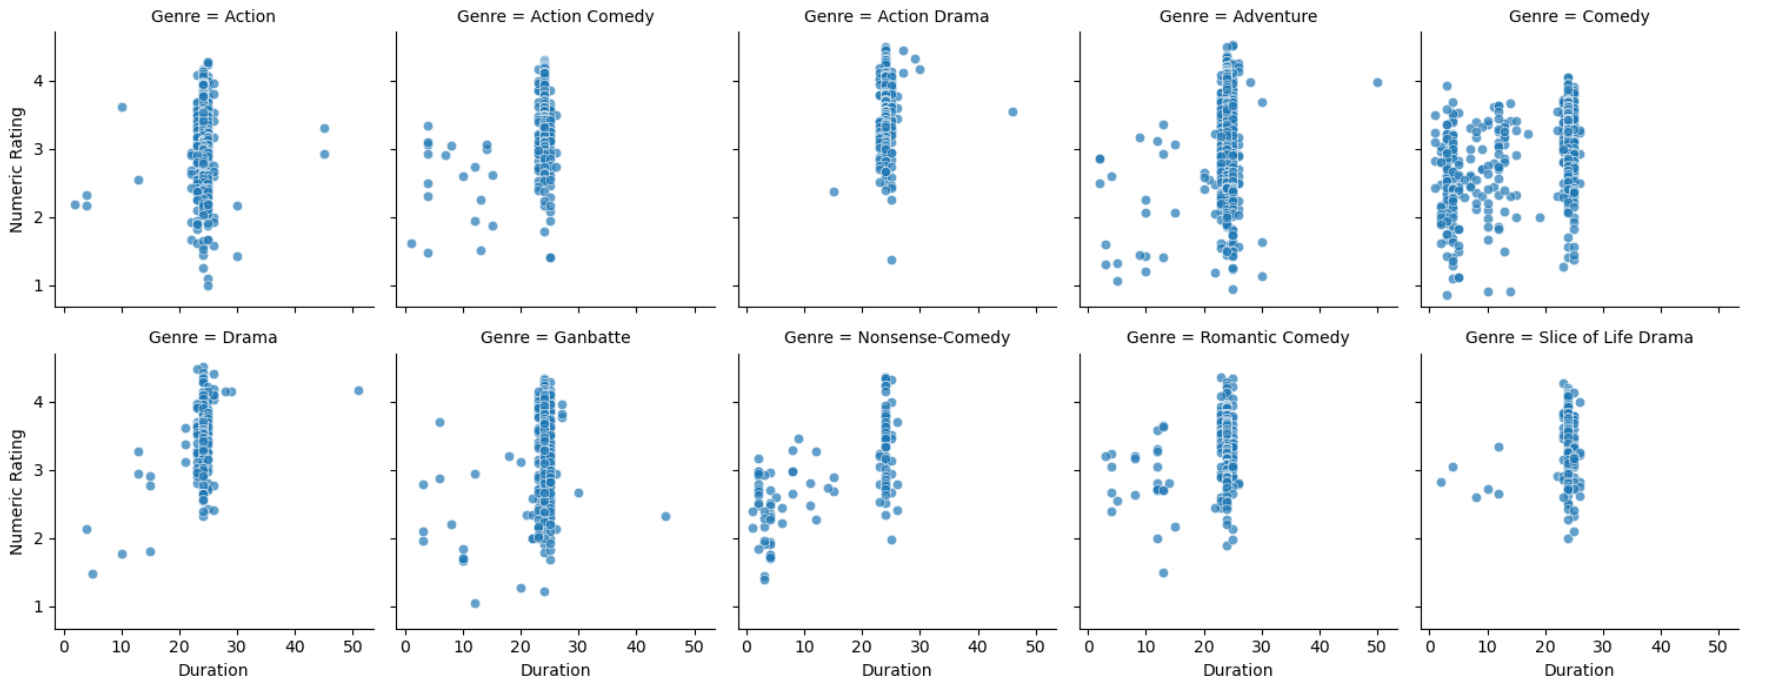 Genre = Action
Genre = Action Comedy
Genre = Action Drama
Genre = Adventure
Genre = Comedy
Numeric Rating
4
3
2
1
Genre = Drama
Genre = Ganbatte
Genre = Nonsense-Comedy
Genre = Romantic Comedy
Genre = Slice of Life Drama
Numeric Rating
4
3
2
1
0 10 20 30 40 50
0 10 20 30 40 50
0 10 20 30 40 50
0 10 20 30 40 50
0 10 20 30 40 50
Duration
Duration
Duration
Duration
Duration